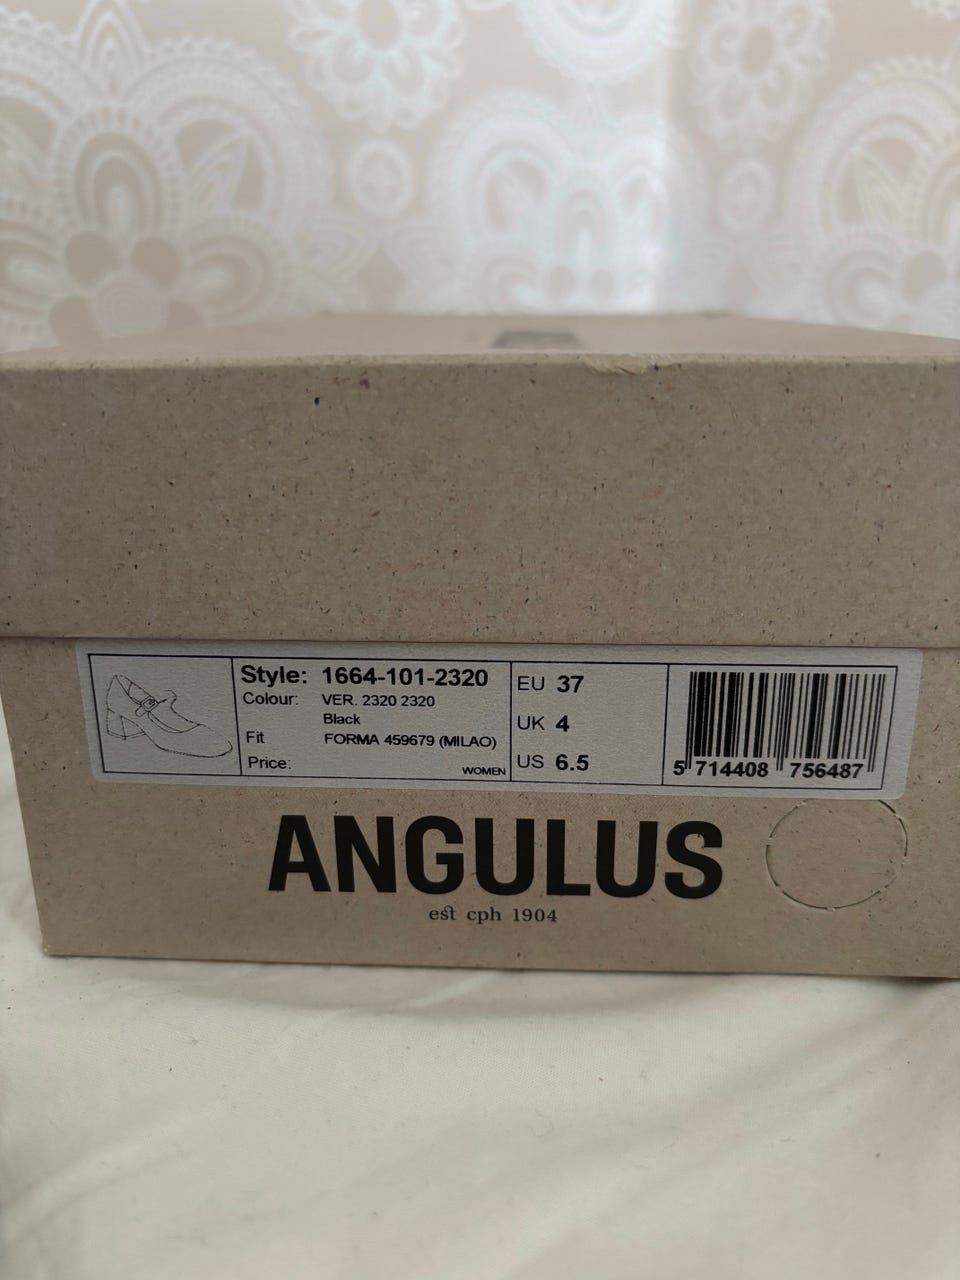 Style: 1664-101-2320
Colour: VER. 2320 2320
Black
Fit FORMA 459679 (MILAO)
Price:
WOMEN
EU 37
UK 4
US 6.5
5 714408 756487
ANGULUS
est cph 1904